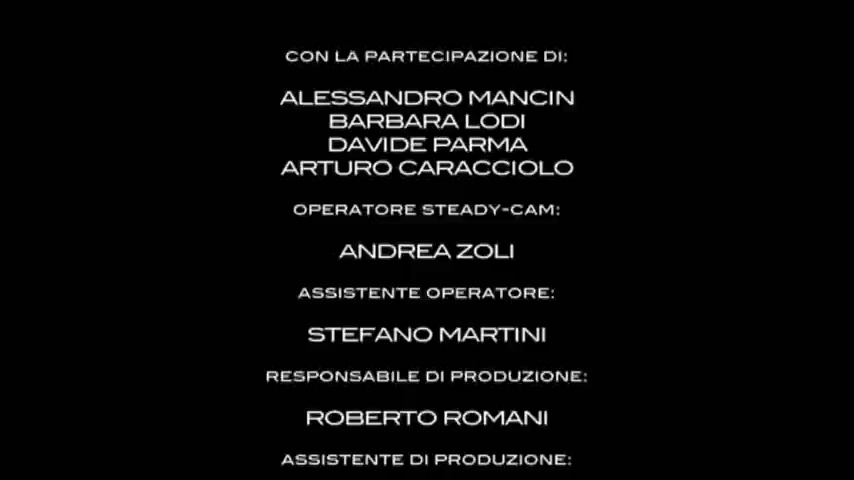 CON LA PARTECIPAZIONE DI:
ALESSANDRO MANCIN
BARBARA LODI
DAVIDE PARMA
ARTURO CARACCIOLO
OPERATORE STEADY-CAM:
ANDREA ZOLI
ASSISTENTE OPERATORE:
STEFANO MARTINI
RESPONSABILE DI PRODUZIONE:
ROBERTO ROMANI
ASSISTENTE DI PRODUZIONE: